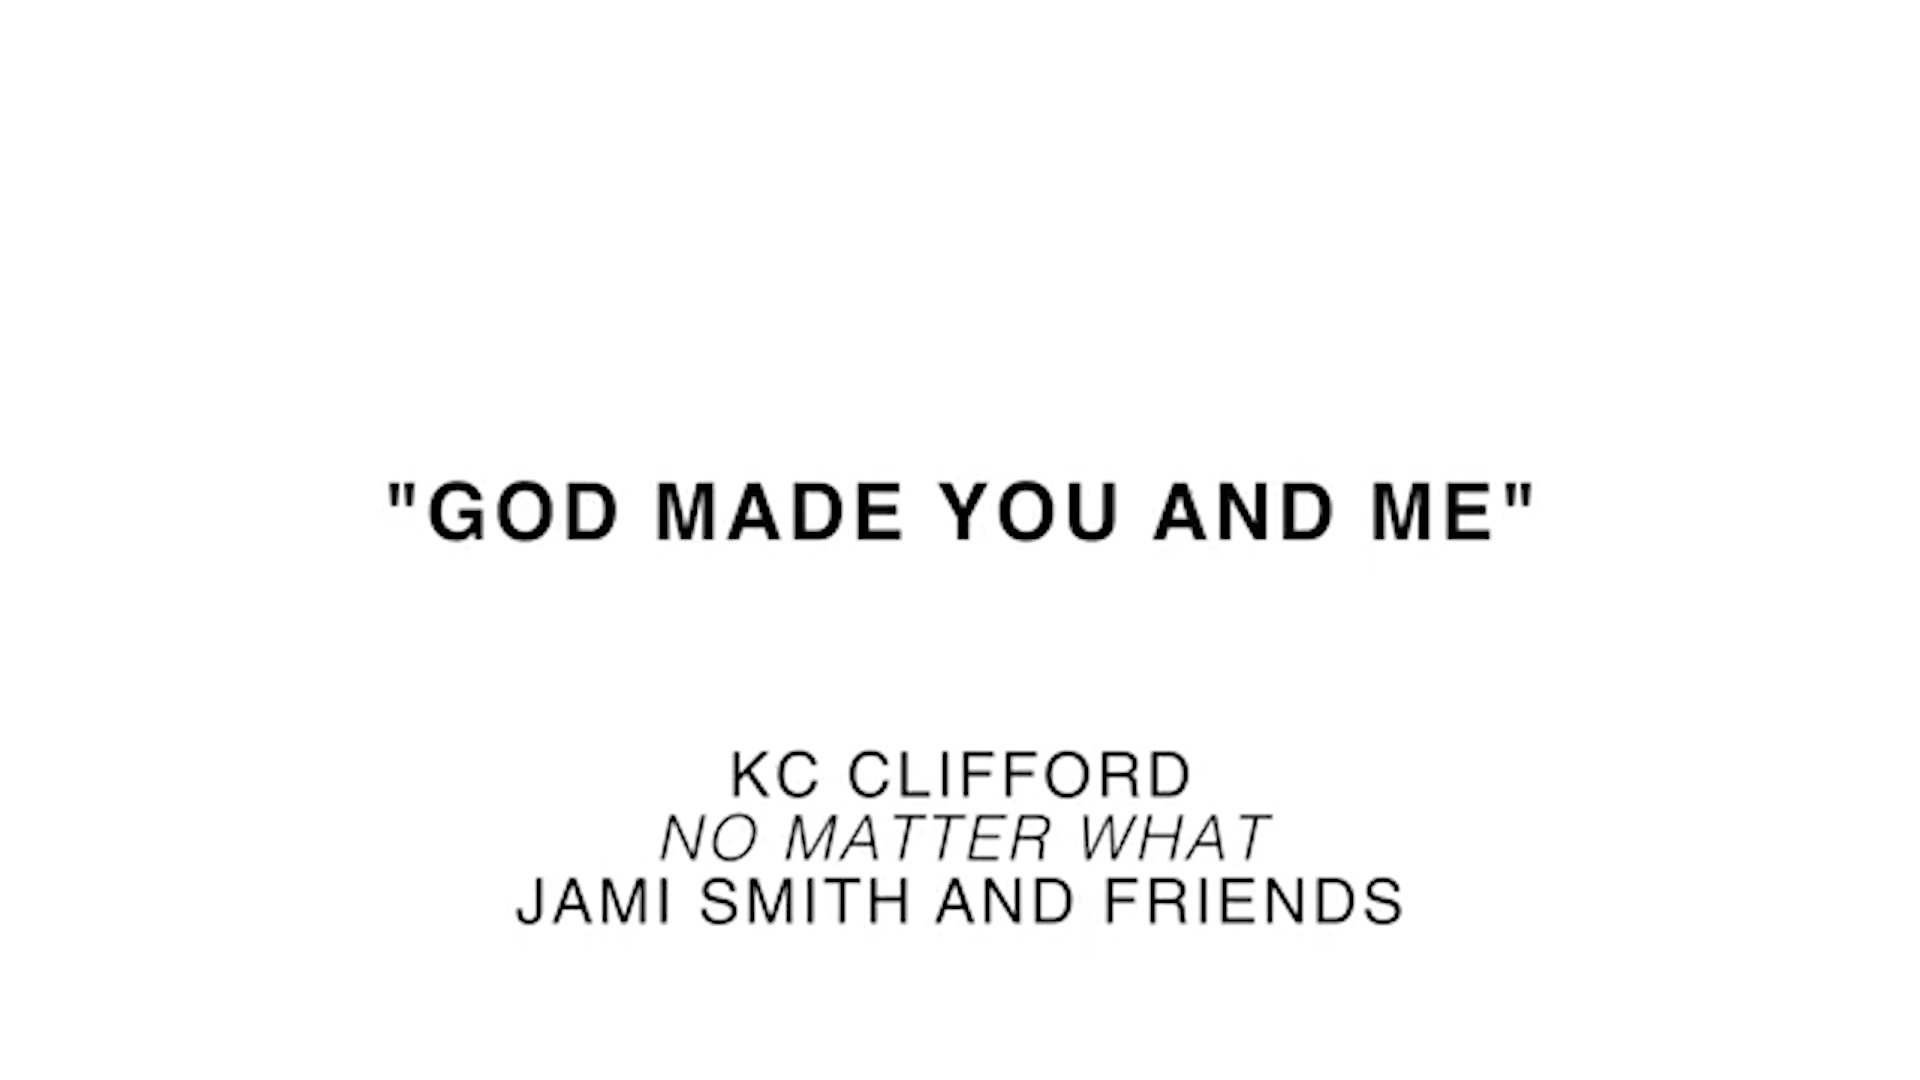 "GOD MADE YOU AND ME"
KC CLIFFORD
NO MATTER WHAT
JAMI SMITH AND FRIENDS